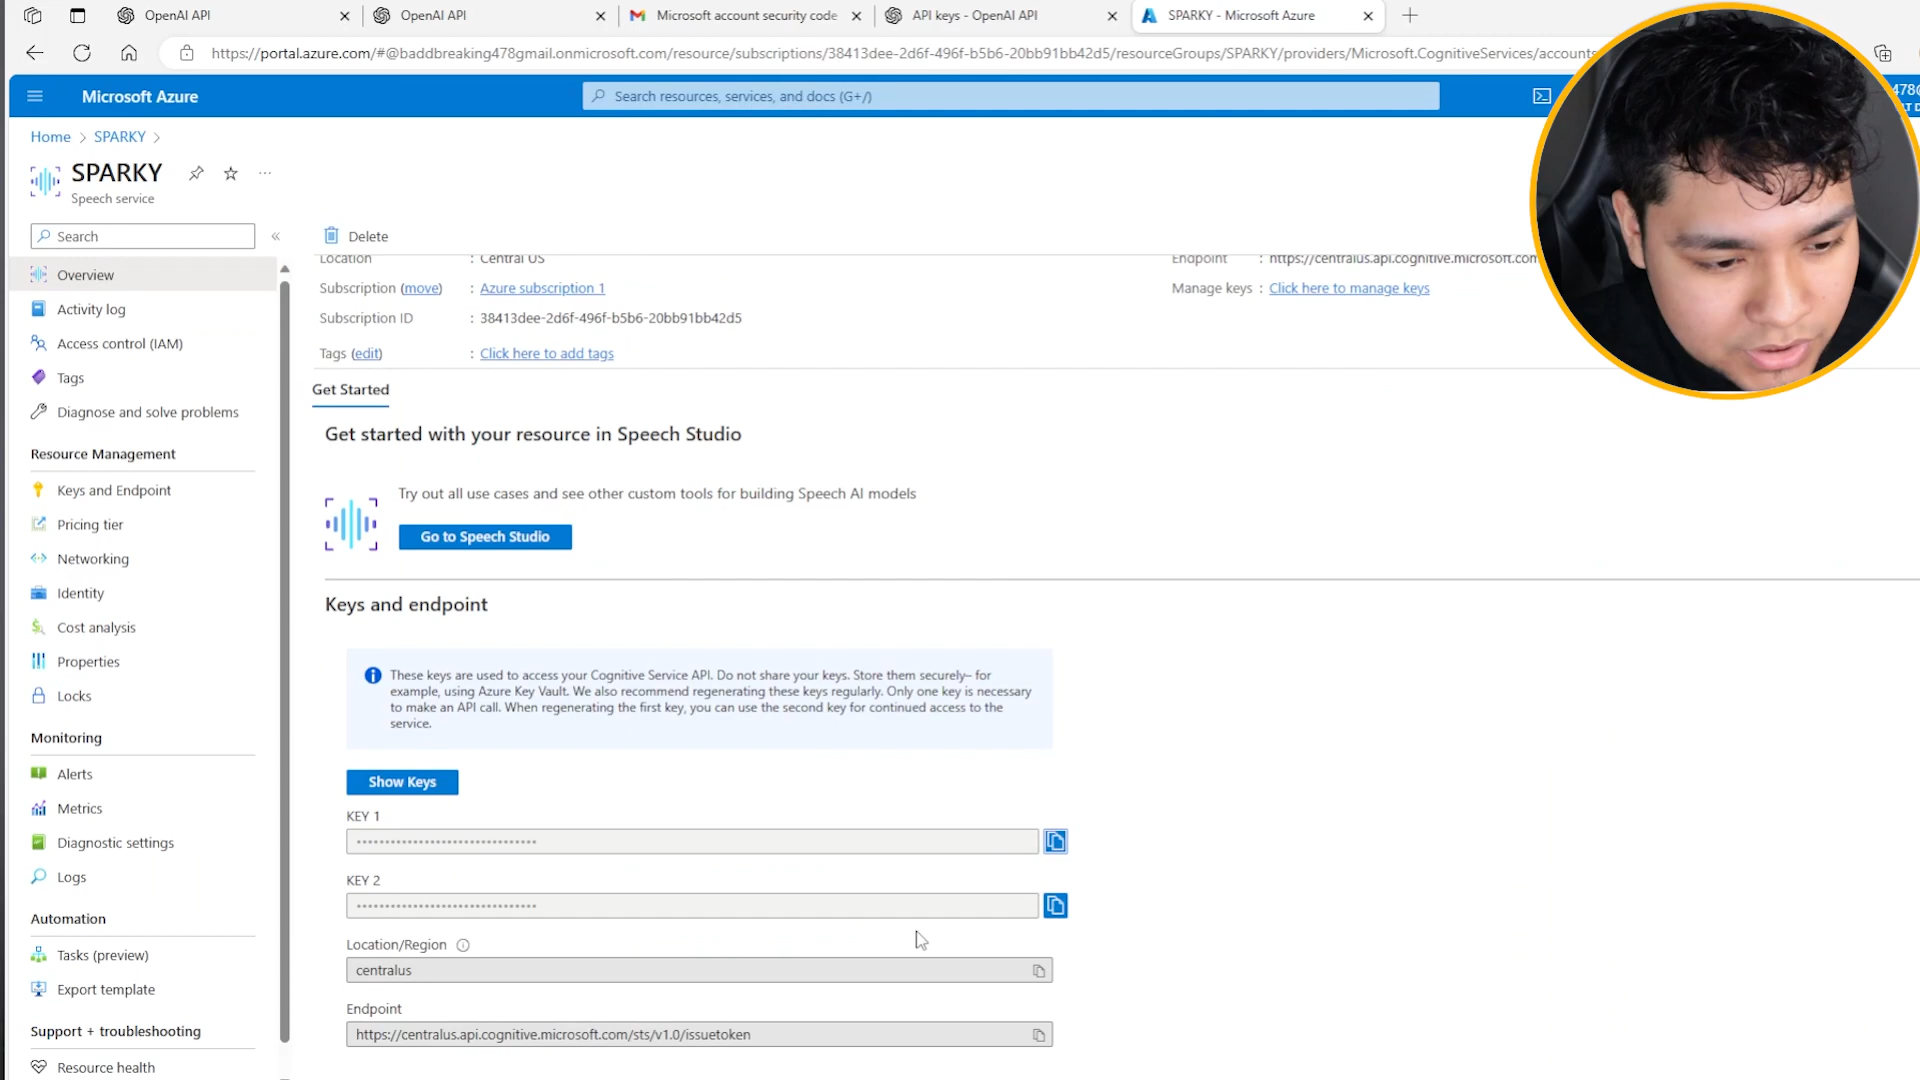 OpenAI API
OpenAI API
Microsoft account security code
API keys - OpenAI API
SPARKY - Microsoft Azure
https://portal.azure.com/#@baddbreaking478gmail.onmicrosoft.com/resource/subscriptions/38413dee-2d6f-496f-b5b6-20bb91bb42d5/resourceGroups/SPARKY/providers/Microsoft.CognitiveServices/accounts
Microsoft Azure
Search resources, services, and docs (G+/)
478@
Home > SPARKY >
SPARKY
Speech service
Search
Delete
Overview
Activity log
Access control (IAM)
Tags
Diagnose and solve problems
Resource Management
Keys and Endpoint
Pricing tier
Networking
Identity
Cost analysis
Properties
Locks
Monitoring
Alerts
Metrics
Diagnostic settings
Logs
Automation
Tasks (preview)
Export template
Support + troubleshooting
Resource health
Location : Central US
Subscription (move) : Azure subscription 1
Subscription ID : 38413dee-2d6f-496f-b5b6-20bb91bb42d5
Tags (edit) : Click here to add tags
Endpoint : https://centralus.api.cognitive.microsoft.com
Manage keys : Click here to manage keys
Get Started
Get started with your resource in Speech Studio
Try out all use cases and see other custom tools for building Speech AI models
Go to Speech Studio
Keys and endpoint
These keys are used to access your Cognitive Service API. Do not share your keys. Store them securely– for
example, using Azure Key Vault. We also recommend regenerating these keys regularly. Only one key is necessary
to make an API call. When regenerating the first key, you can use the second key for continued access to the
service.
Show Keys
KEY 1
KEY 2
Location/Region
centralus
Endpoint
https://centralus.api.cognitive.microsoft.com/sts/v1.0/issuetoken